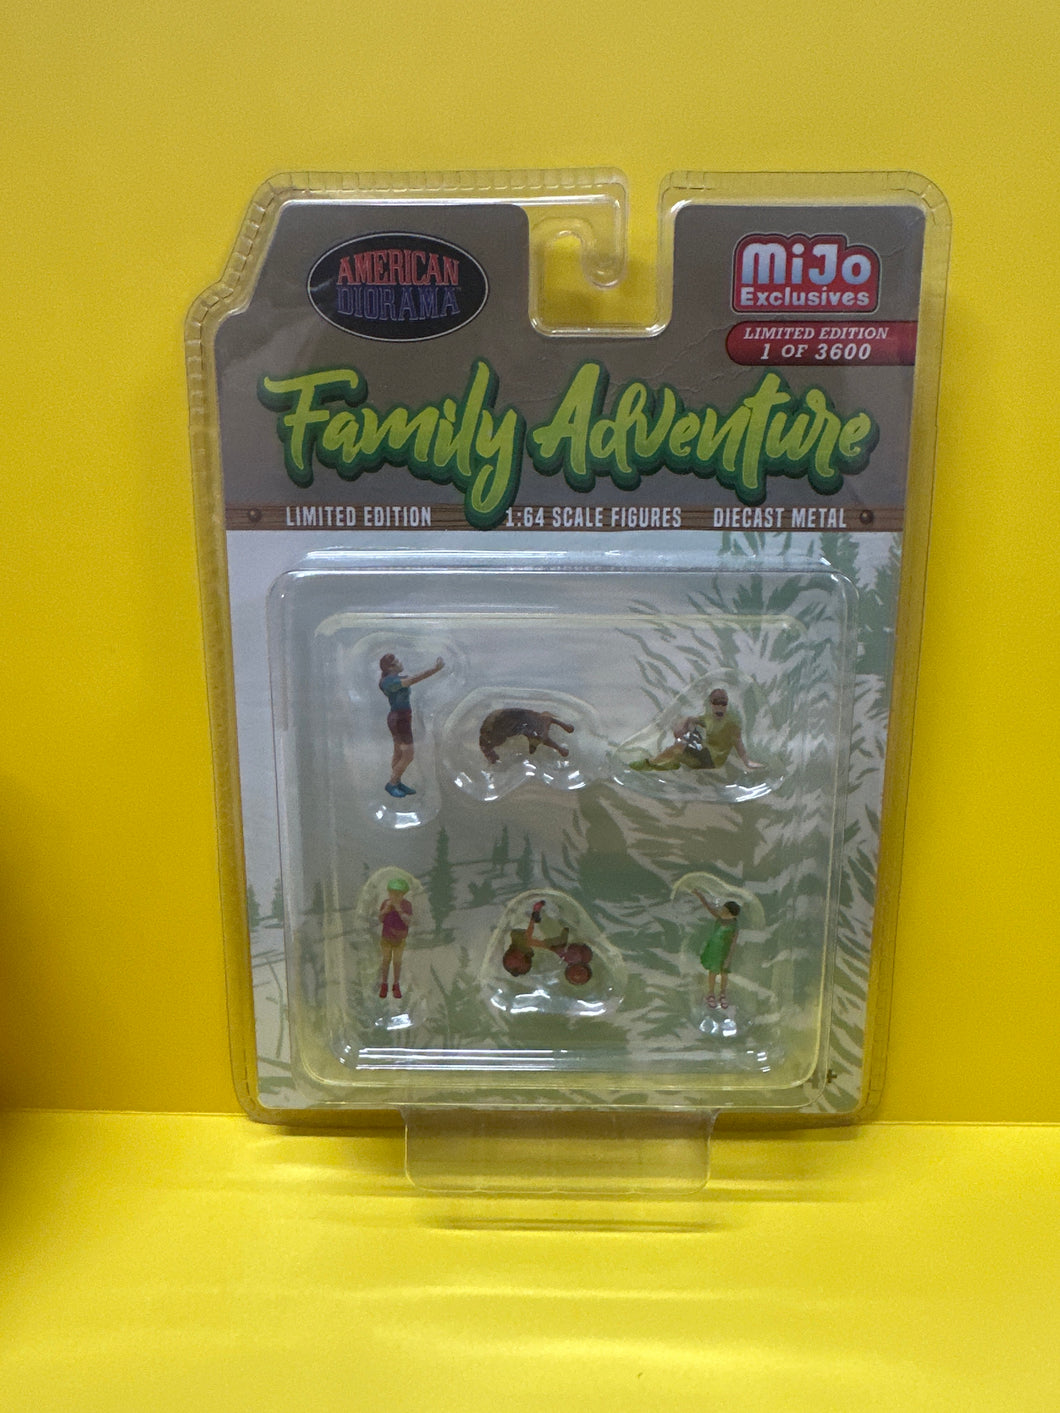 AMERICAN
DIORAMA
MiJo
Exclusives
LIMITED EDITION
1 OF 3600
Family Adventure
LIMITED EDITION 1:64 SCALE FIGURES DIECAST METAL